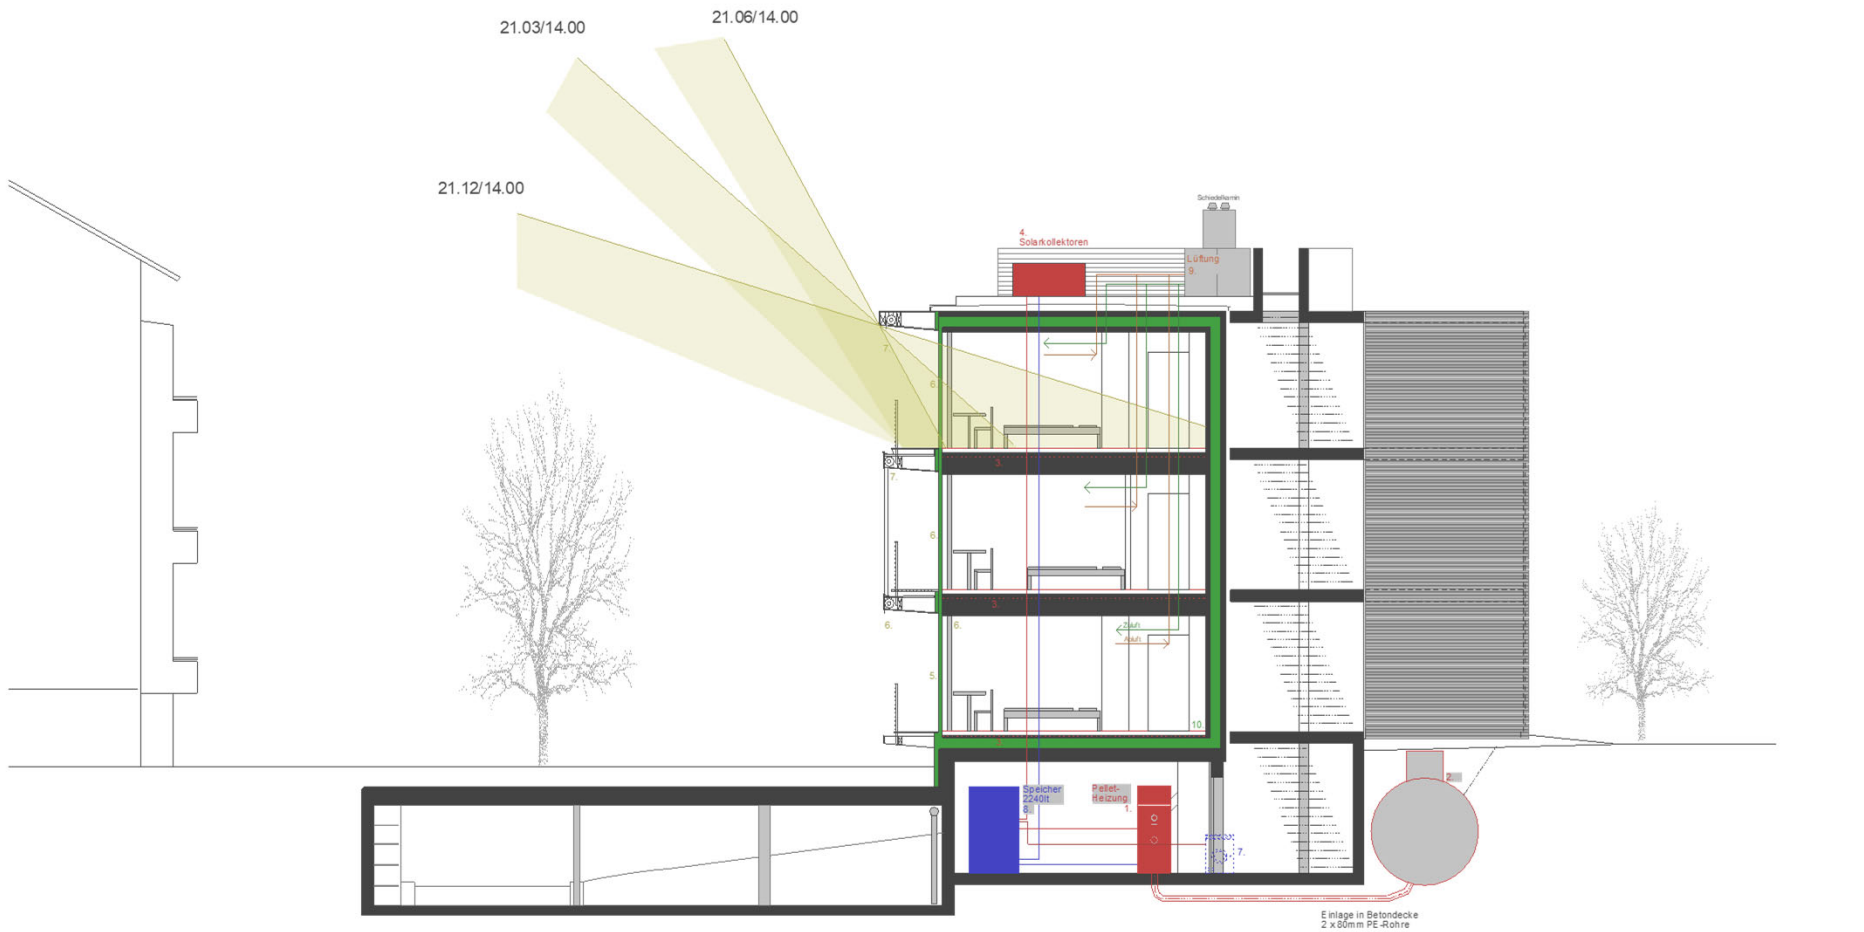 21.06/14.00
21.03/14.00
21.12/14.00
Schiedelkamin
4.
Solarkollektoren
Lüftung
9.
7.
6.
3.
7.
6.
3.
6.
6.
Zuluft
Abluft
5.
10.
3.
Speicher
2240lt
8.
Pellet-
Heizung
1.
2.
7.
Einlage in Betondecke
2 x 80mm PE-Rohre